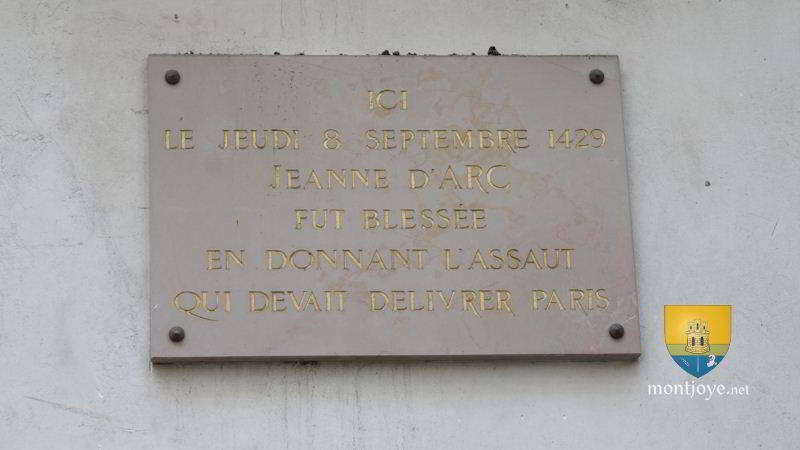 ICI
LE JEUDI 8 SEPTEMBRE 1429
JEANNE D'ARC
FUT BLESSÉE
EN DONNANT L'ASSAUT
QUI DEVAIT DELIVRER PARIS
montjoye.net